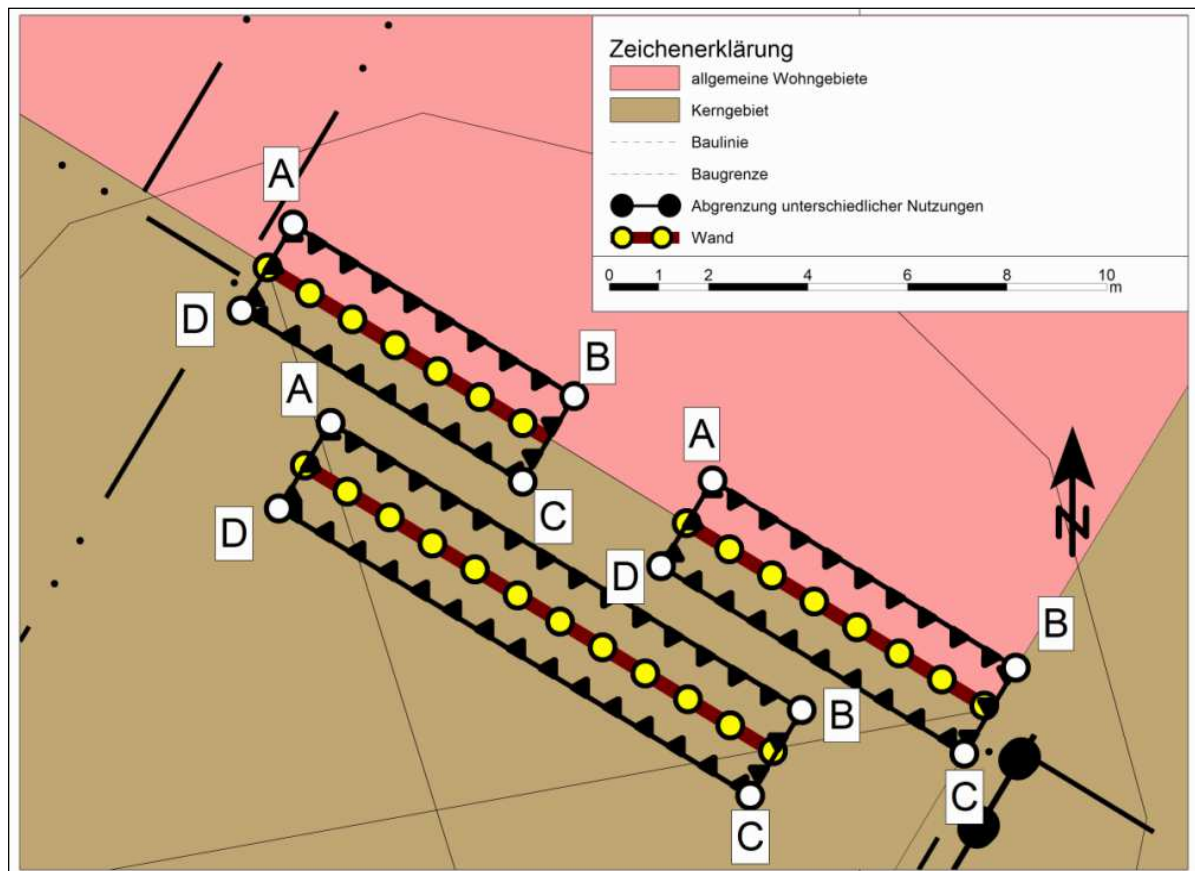 Zeichenerklärung
allgemeine Wohngebiete
Kerngebiet
Baulinie
Baugrenze
Abgrenzung unterschiedlicher Nutzungen
Wand
0 1 2 4 6 8 10
m
A
D
B
A
C
A
N
D
D
B
B
C
C